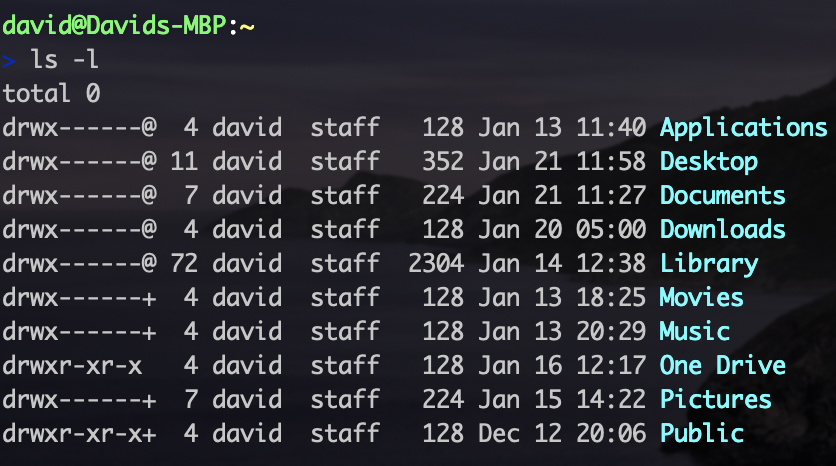 david@Davids-MBP:~
> ls -l
total 0
drwx------@  4 david  staff   128 Jan 13 11:40 Applications
drwx------@ 11 david  staff   352 Jan 21 11:58 Desktop
drwx------@  7 david  staff   224 Jan 21 11:27 Documents
drwx------@  4 david  staff   128 Jan 20 05:00 Downloads
drwx------@ 72 david  staff  2304 Jan 14 12:38 Library
drwx------+  4 david  staff   128 Jan 13 18:25 Movies
drwx------+  4 david  staff   128 Jan 13 20:29 Music
drwxr-xr-x   4 david  staff   128 Jan 16 12:17 One Drive
drwx------+  7 david  staff   224 Jan 15 14:22 Pictures
drwxr-xr-x+  4 david  staff   128 Dec 12 20:06 Public